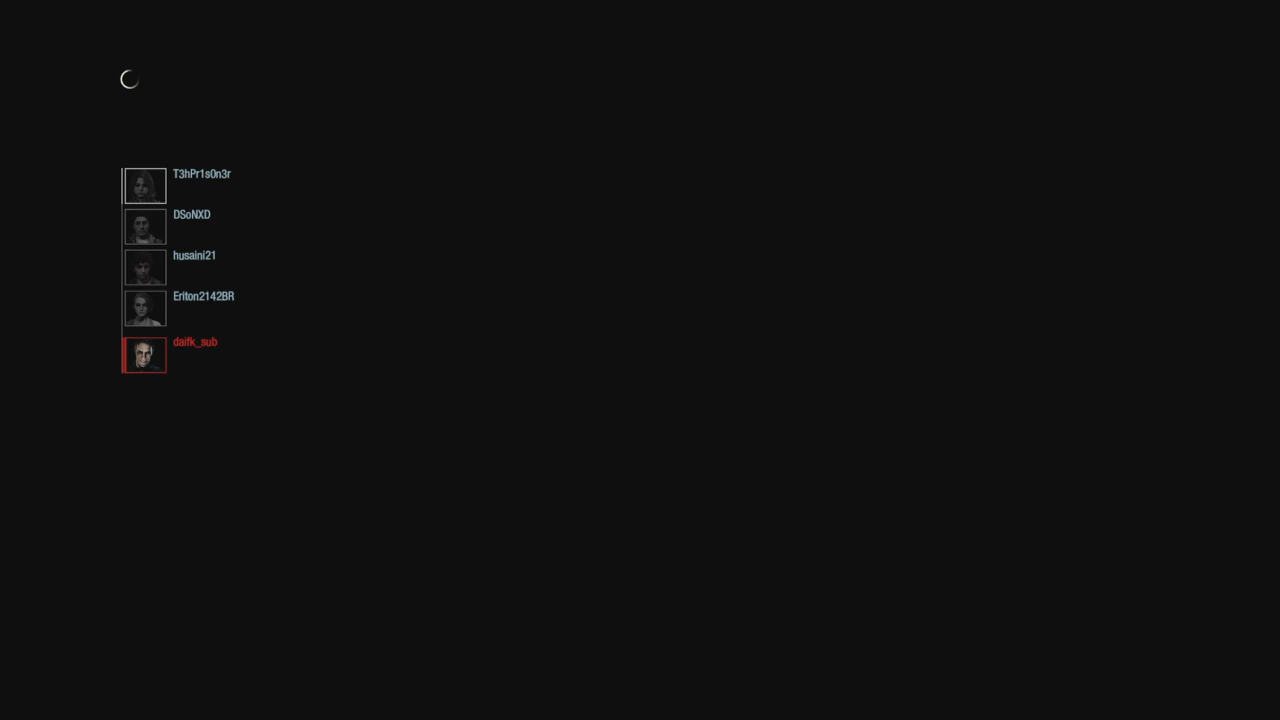 T3hPr1s0n3r
DSoNXD
husaini21
Eriton2142BR
daifk_sub